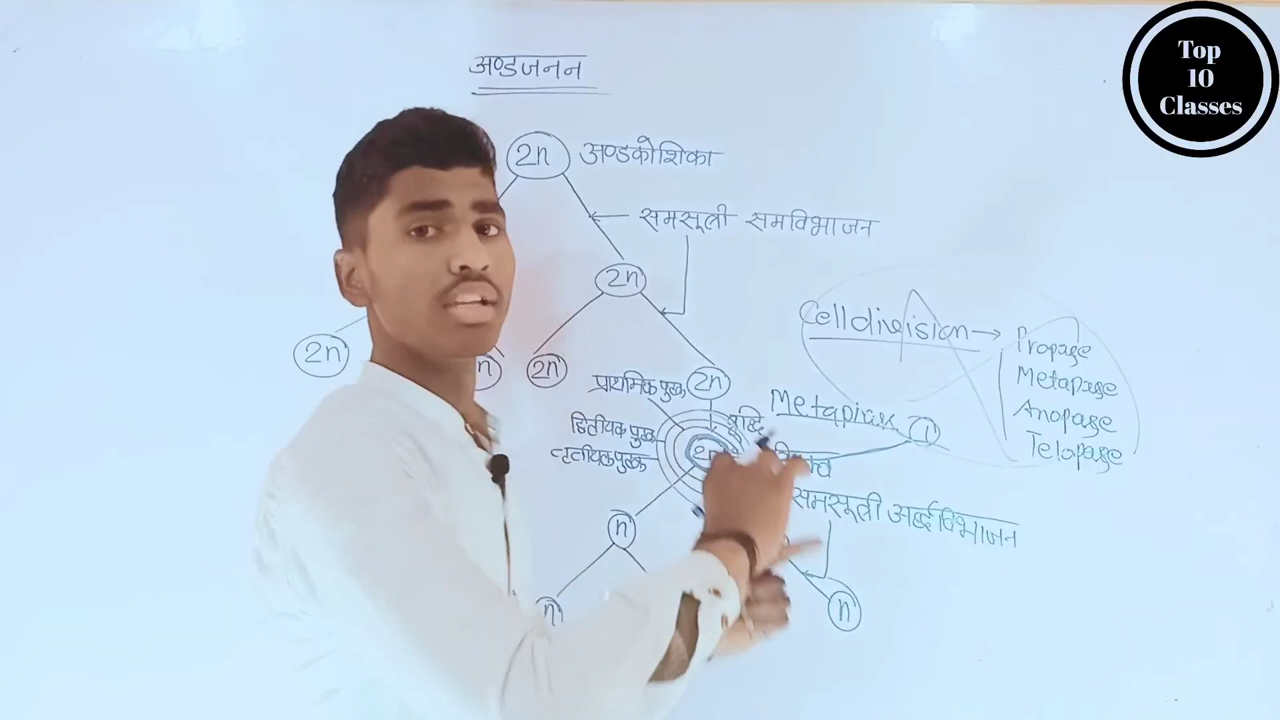 Top
10
Classes
अण्डजनन
2n अण्डकोशिका
समसूत्री समविभाजन
2n
Celldivision → Propage
Metapage
Anopage
Telopage
2n
n
2n
2n
प्राथमिक पुटक
वृद्धि
द्वितीयक पुटक
तृतीयक पुटक
2n
समसूत्री अर्द्धविभाजन
n
n
n